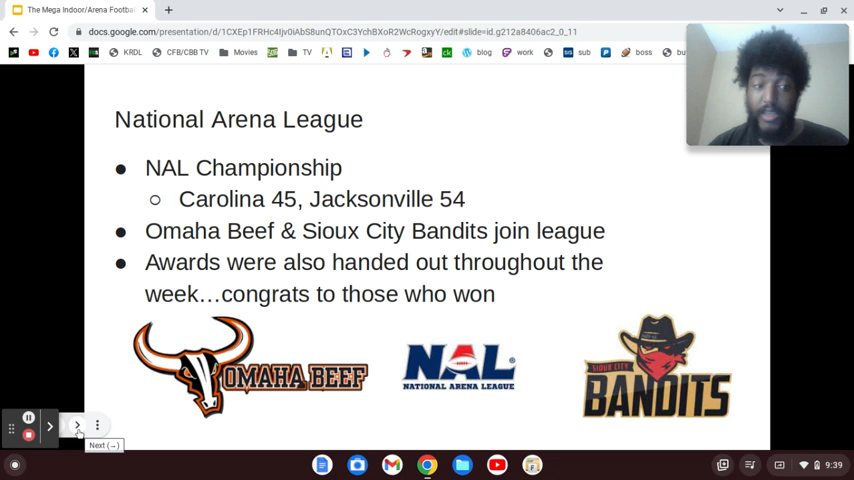 The Mega Indoor/Arena Footba
docs.google.com/presentation/d/1CXEp1FRHc4Ijv0iAbS8unQTOxC3YchBXoR2WcRogxyY/edit#slide=id.g212a8406ac2_0_11
KRDL
CFB/CBB TV
Movies
TV
blog
work
sub
boss
bu
National Arena League
● NAL Championship
○ Carolina 45, Jacksonville 54
● Omaha Beef & Sioux City Bandits join league
● Awards were also handed out throughout the
week…congrats to those who won
OMAHA BEEF
NAL®
NATIONAL ARENA LEAGUE
SIOUX CITY
BANDITS
Next (→)
9:39